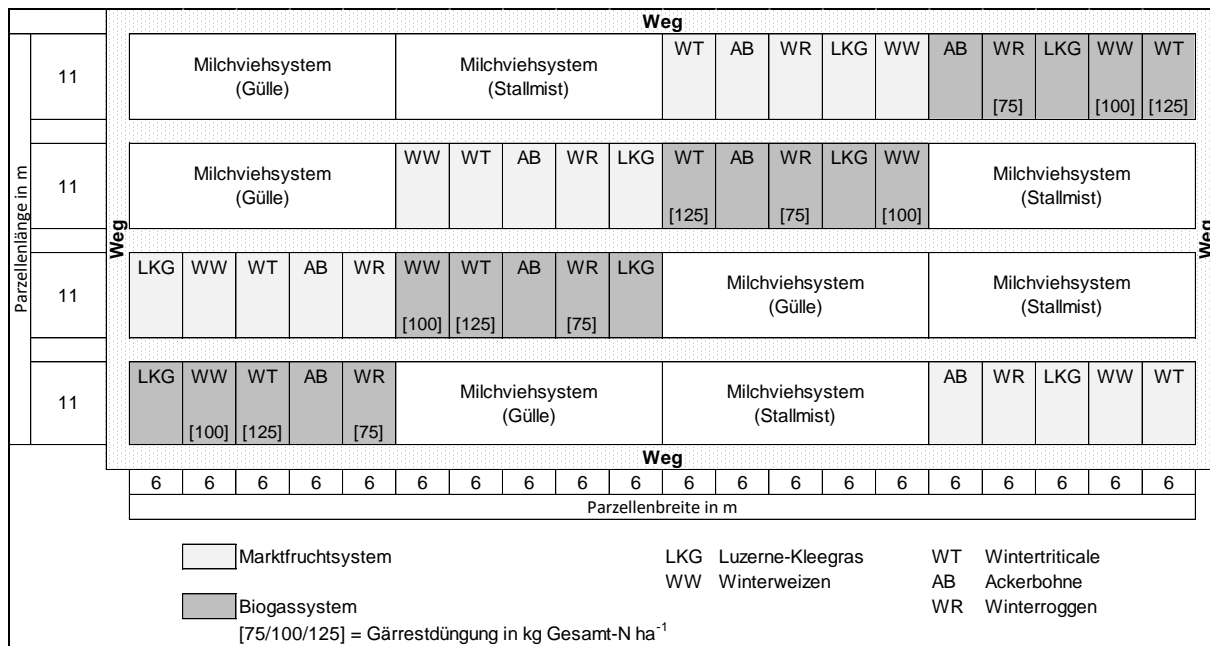 Weg
11 Milchviehsystem Milchviehsystem WT AB WR LKG WW AB WR LKG WW WT
(Gülle) (Stallmist)
[75] [100] [125]
11 Milchviehsystem WW WT AB WR LKG WT AB WR LKG WW Milchviehsystem
(Gülle) (Stallmist)
[125] [75] [100]
Parzellenlänge in m
Weg
Weg
11 LKG WW WT AB WR WW WT AB WR LKG Milchviehsystem Milchviehsystem
(Gülle) (Stallmist)
[100] [125] [75]
11 LKG WW WT AB WR Milchviehsystem Milchviehsystem AB WR LKG WW WT
(Gülle) (Stallmist)
[100] [125] [75]
Weg
6 6 6 6 6 6 6 6 6 6 6 6 6 6 6 6 6 6 6 6
Parzellenbreite in m
Marktfruchtsystem LKG Luzerne-Kleegras WT Wintertriticale
WW Winterweizen AB Ackerbohne
Biogassystem WR Winterroggen
[75/100/125] = Gärrestdüngung in kg Gesamt-N ha⁻¹